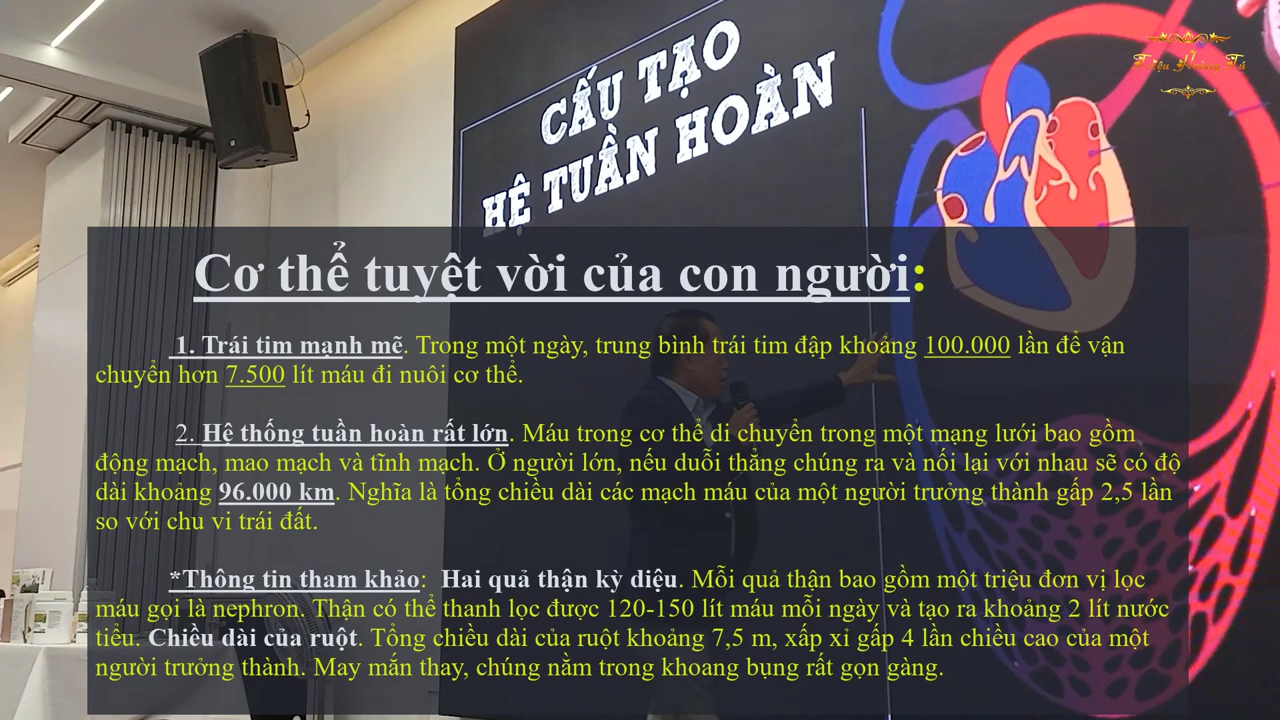 CẤU TẠO
HỆ TUẦN HOÀN
Triệu Hoàng Tú
Cơ thể tuyệt vời của con người:
1. Trái tim mạnh mẽ. Trong một ngày, trung bình trái tim đập khoảng 100.000 lần để vận
chuyển hơn 7.500 lít máu đi nuôi cơ thể.
2. Hệ thống tuần hoàn rất lớn. Máu trong cơ thể di chuyển trong một mạng lưới bao gồm
động mạch, mao mạch và tĩnh mạch. Ở người lớn, nếu duỗi thẳng chúng ra và nối lại với nhau sẽ có độ
dài khoảng 96.000 km. Nghĩa là tổng chiều dài các mạch máu của một người trưởng thành gấp 2,5 lần
so với chu vi trái đất.
*Thông tin tham khảo: Hai quả thận kỳ diệu. Mỗi quả thận bao gồm một triệu đơn vị lọc
máu gọi là nephron. Thận có thể thanh lọc được 120-150 lít máu mỗi ngày và tạo ra khoảng 2 lít nước
tiểu. Chiều dài của ruột. Tổng chiều dài của ruột khoảng 7,5 m, xấp xỉ gấp 4 lần chiều cao của một
người trưởng thành. May mắn thay, chúng nằm trong khoang bụng rất gọn gàng.